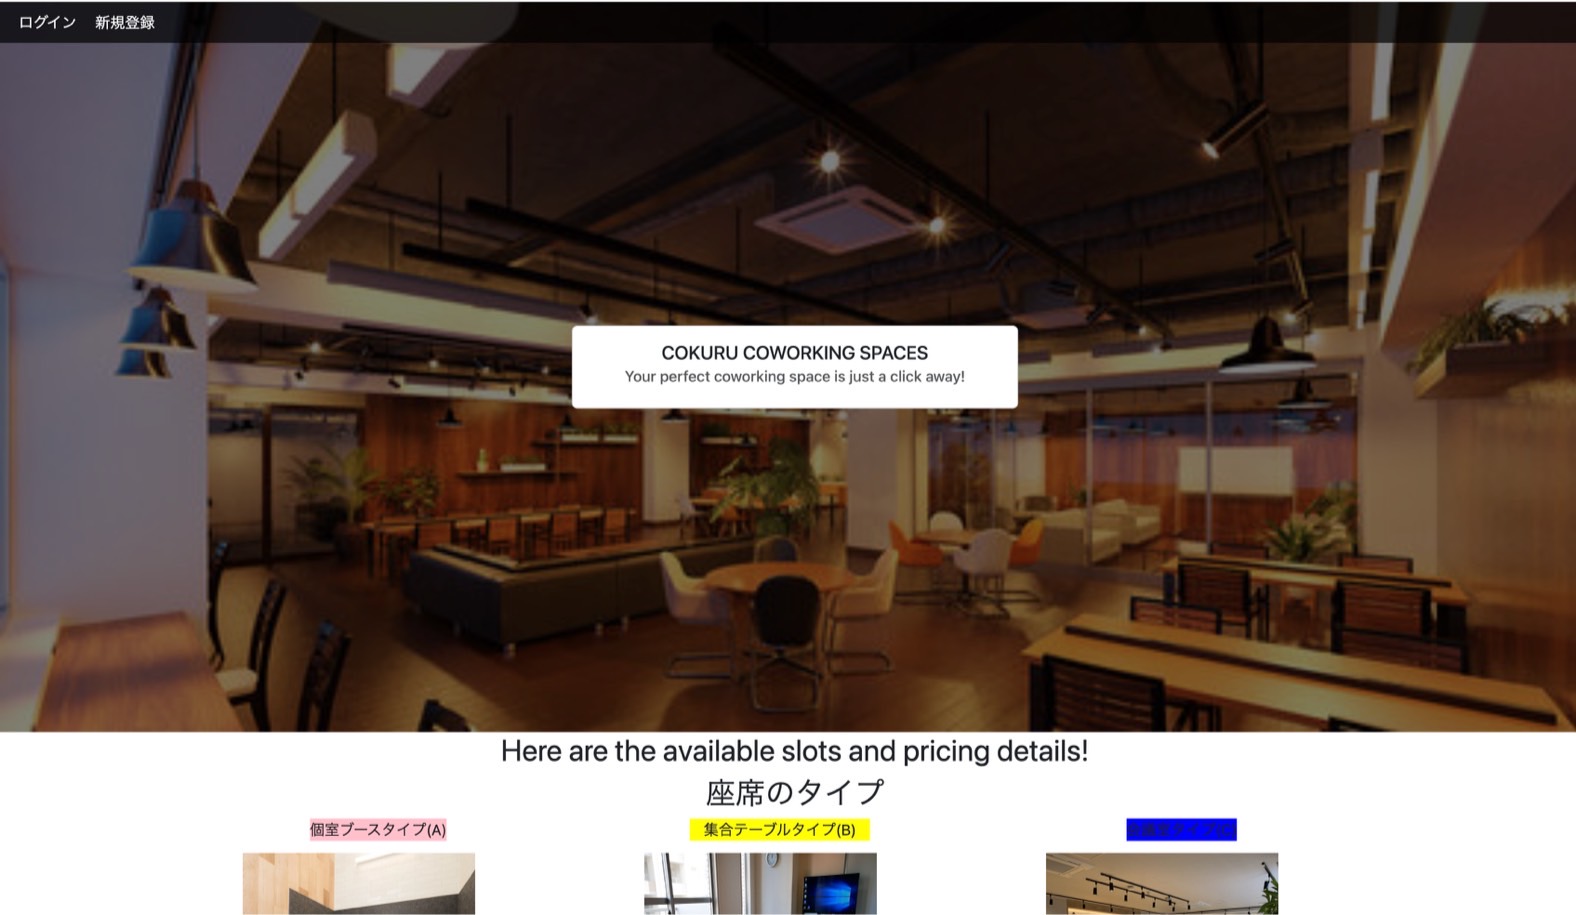 ログイン 新規登録
COKURU COWORKING SPACES
Your perfect coworking space is just a click away!
Here are the available slots and pricing details!
座席のタイプ
個室ブースタイプ(A) 集合テーブルタイプ(B)